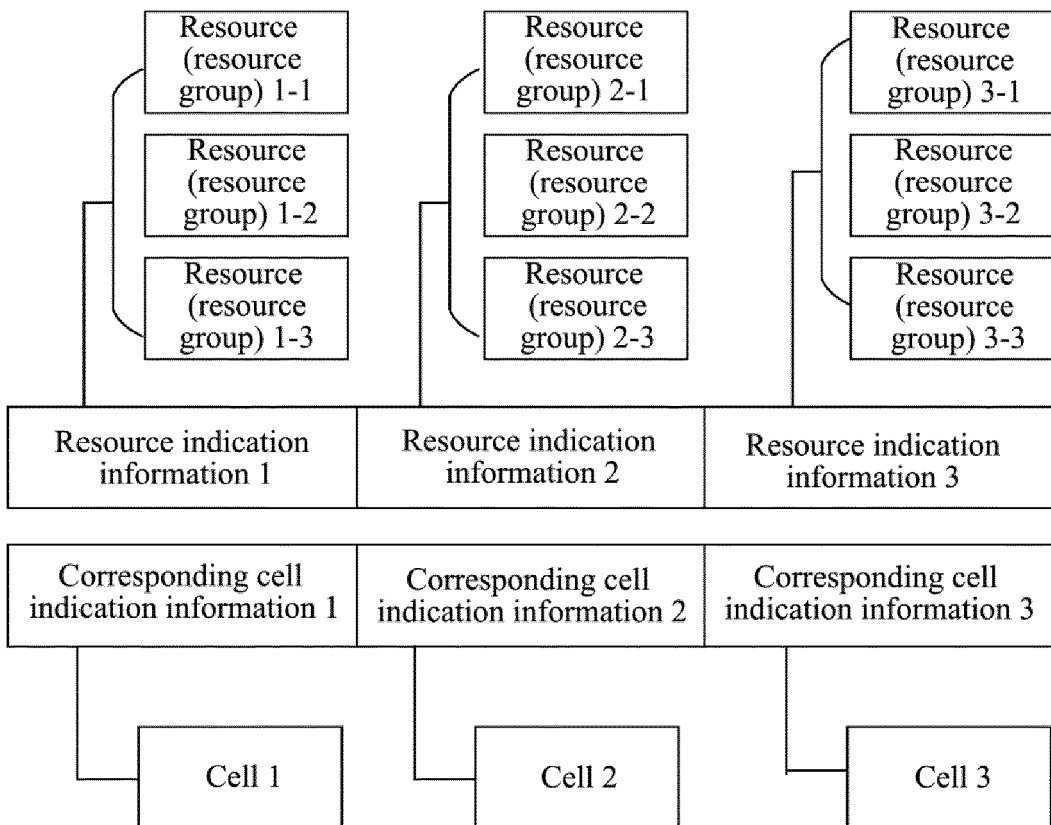 Resource
(resource
group) 1-1
Resource
(resource
group) 2-1
Resource
(resource
group) 3-1
Resource
(resource
group) 1-2
Resource
(resource
group) 2-2
Resource
(resource
group) 3-2
Resource
(resource
group) 1-3
Resource
(resource
group) 2-3
Resource
(resource
group) 3-3
Resource indication
information 1
Resource indication
information 2
Resource indication
information 3
Corresponding cell
indication information 1
Corresponding cell
indication information 2
Corresponding cell
indication information 3
Cell 1
Cell 2
Cell 3